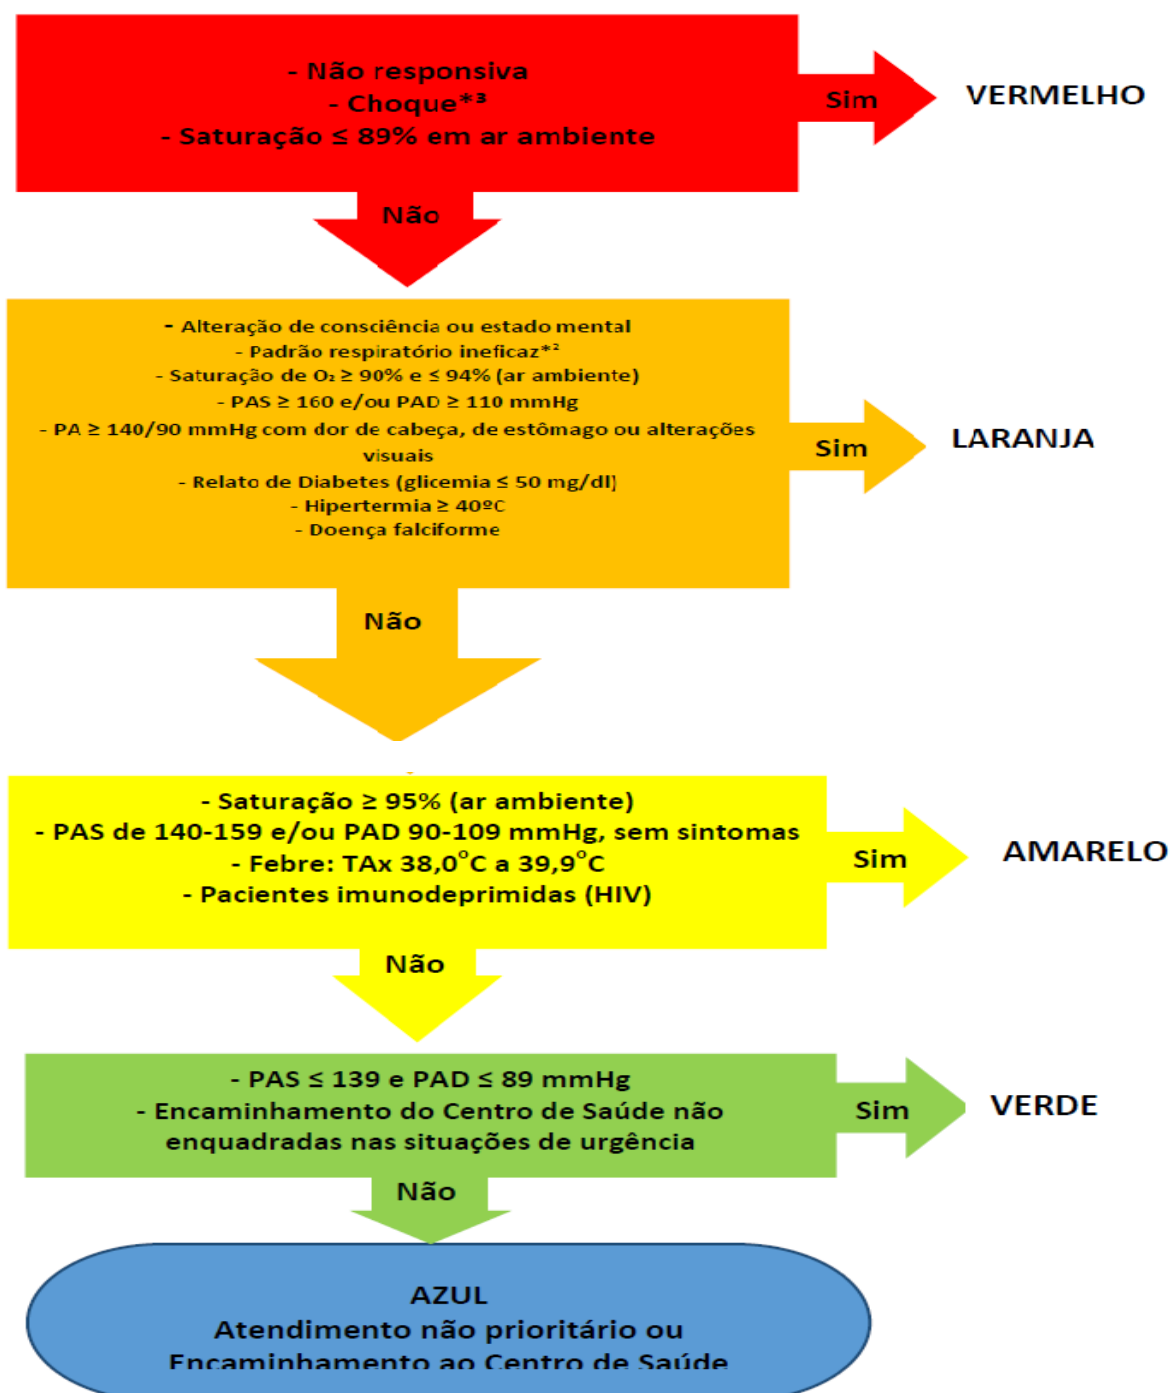 - Não responsiva
- Choque*³
- Saturação ≤ 89% em ar ambiente
Sim
VERMELHO
Não
- Alteração de consciência ou estado mental
- Padrão respiratório ineficaz*²
- Saturação de O₂ ≥ 90% e ≤ 94% (ar ambiente)
- PAS ≥ 160 e/ou PAD ≥ 110 mmHg
- PA ≥ 140/90 mmHg com dor de cabeça, de estômago ou alterações
visuais
- Relato de Diabetes (glicemia ≤ 50 mg/dl)
- Hipertermia ≥ 40ºC
- Doença falciforme
Sim
LARANJA
Não
- Saturação ≥ 95% (ar ambiente)
- PAS de 140-159 e/ou PAD 90-109 mmHg, sem sintomas
- Febre: TAx 38,0°C a 39,9°C
- Pacientes imunodeprimidas (HIV)
Sim
AMARELO
Não
- PAS ≤ 139 e PAD ≤ 89 mmHg
- Encaminhamento do Centro de Saúde não
enquadradas nas situações de urgência
Sim
VERDE
Não
AZUL
Atendimento não prioritário ou
Encaminhamento ao Centro de Saúde